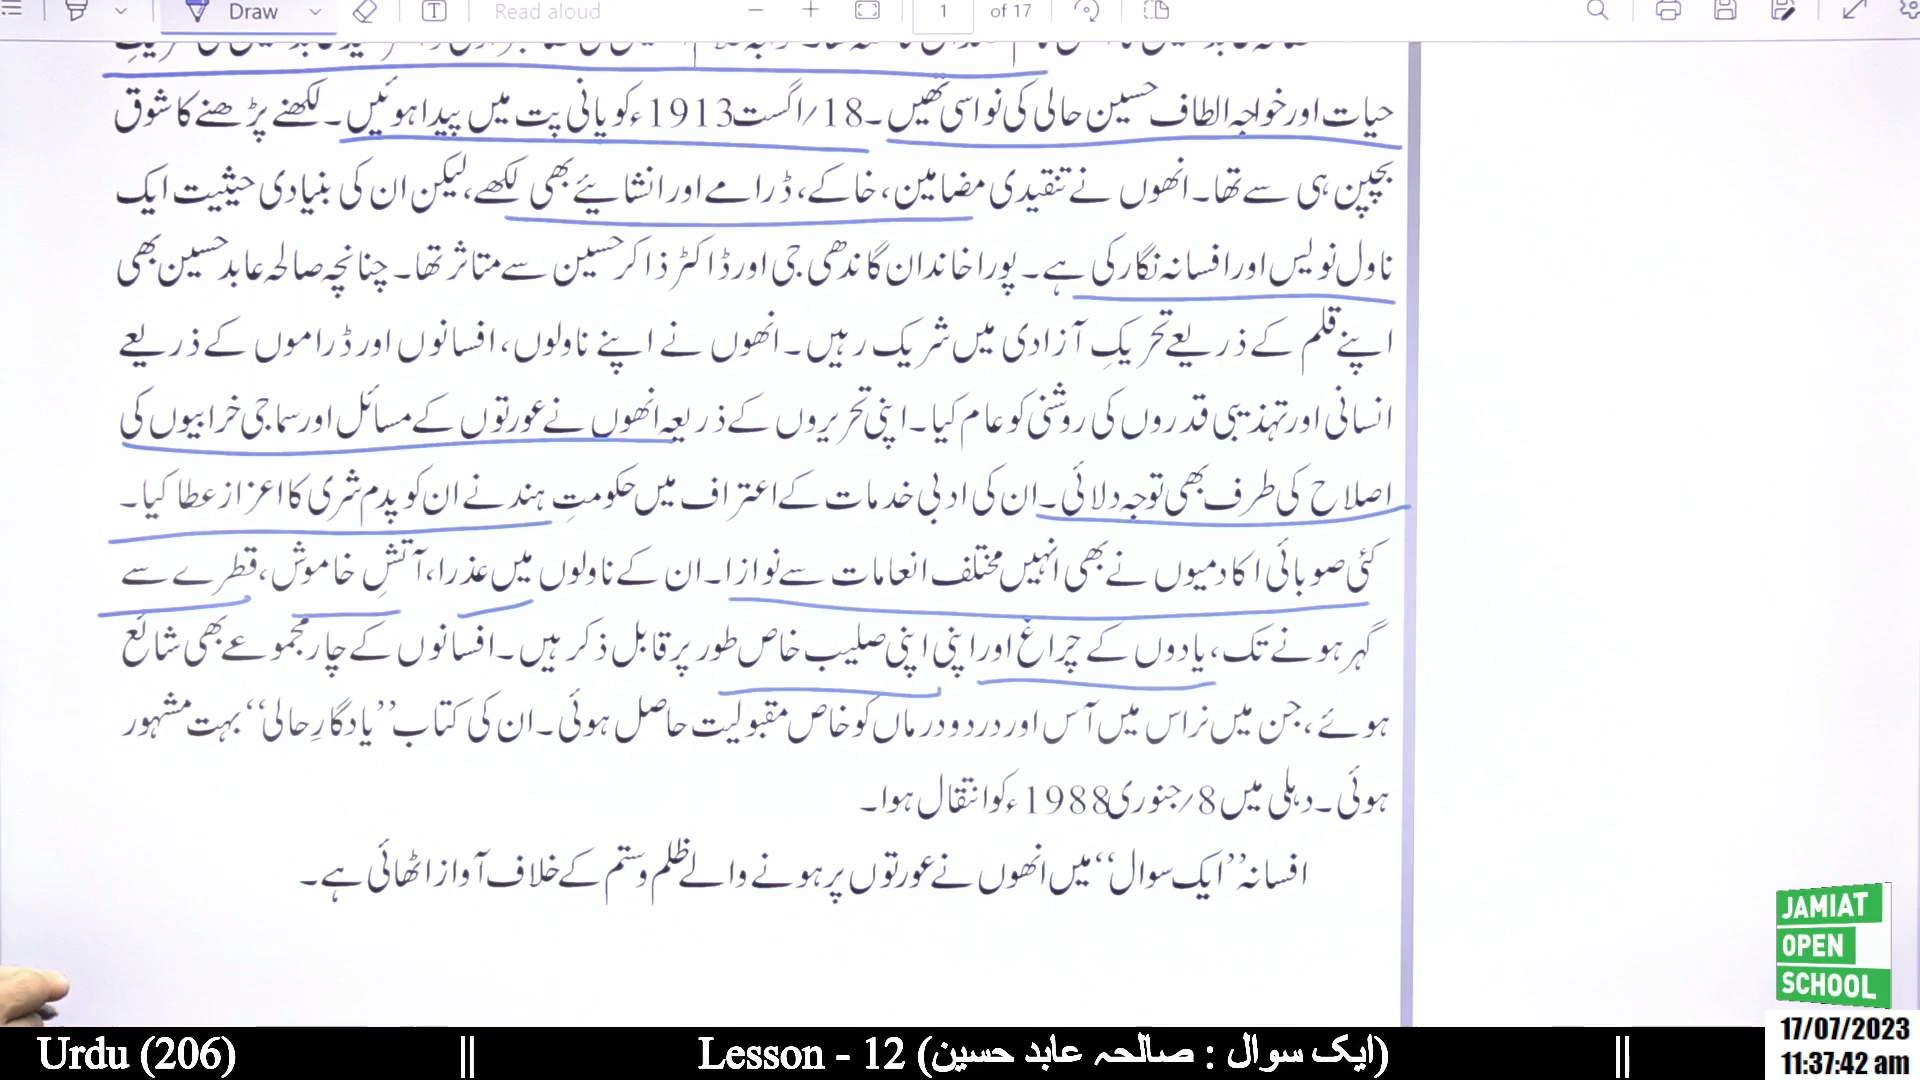 Draw
Read aloud
1
of 17
حیات اور خواجہ الطاف حسین حالی کی نواسی تھیں۔ 18/اگست 1913ء کو پانی پت میں پیدا ہوئیں۔ لکھنے پڑھنے کا شوق
بچپن ہی سے تھا۔ انھوں نے تنقیدی مضامین، خاکے، ڈرامے اور انشائیے بھی لکھے، لیکن ان کی بنیادی حیثیت ایک
ناول نویس اور افسانہ نگار کی ہے۔ پورا خاندان گاندھی جی اور ڈاکٹر ذاکر حسین سے متاثر تھا۔ چنانچہ صالحہ عابد حسین بھی
اپنے قلم کے ذریعے تحریکِ آزادی میں شریک رہیں۔ انھوں نے اپنے ناولوں، افسانوں اور ڈراموں کے ذریعے
انسانی اور تہذیبی قدروں کی روشنی کو عام کیا۔ اپنی تحریروں کے ذریعہ انھوں نے عورتوں کے مسائل اور سماجی خرابیوں کی
اصلاح کی طرف بھی توجہ دلائی۔ ان کی ادبی خدمات کے اعتراف میں حکومتِ ہند نے ان کو پدم شری کا اعزاز عطا کیا۔
کئی صوبائی اکادمیوں نے بھی انہیں مختلف انعامات سے نوازا۔ ان کے ناولوں میں عذرا، آتشِ خاموش، قطرے سے
گہر ہونے تک، یادوں کے چراغ اور اپنی اپنی صلیب خاص طور پر قابل ذکر ہیں۔ افسانوں کے چار مجموعے بھی شائع
ہوئے، جن میں نراس میں آس اور درد و درماں کو خاص مقبولیت حاصل ہوئی۔ ان کی کتاب ’’یادگارِ حالی‘‘ بہت مشہور
ہوئی۔ دہلی میں 8/جنوری 1988ء کو انتقال ہوا۔
افسانہ ’’ایک سوال‘‘ میں انھوں نے عورتوں پر ہونے والے ظلم و ستم کے خلاف آواز اٹھائی ہے۔
JAMIAT
OPEN
SCHOOL
17/07/2023
11:37:42 am
Urdu (206) || Lesson - 12 (ایک سوال : صالحہ عابد حسین) ||